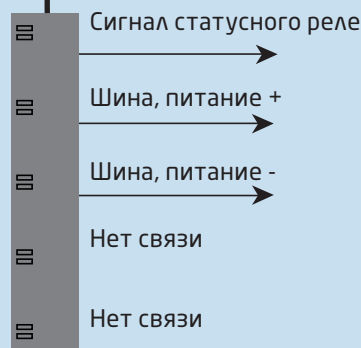 Сигнал статусного реле
Шина, питание +
Шина, питание -
Нет связи
Нет связи